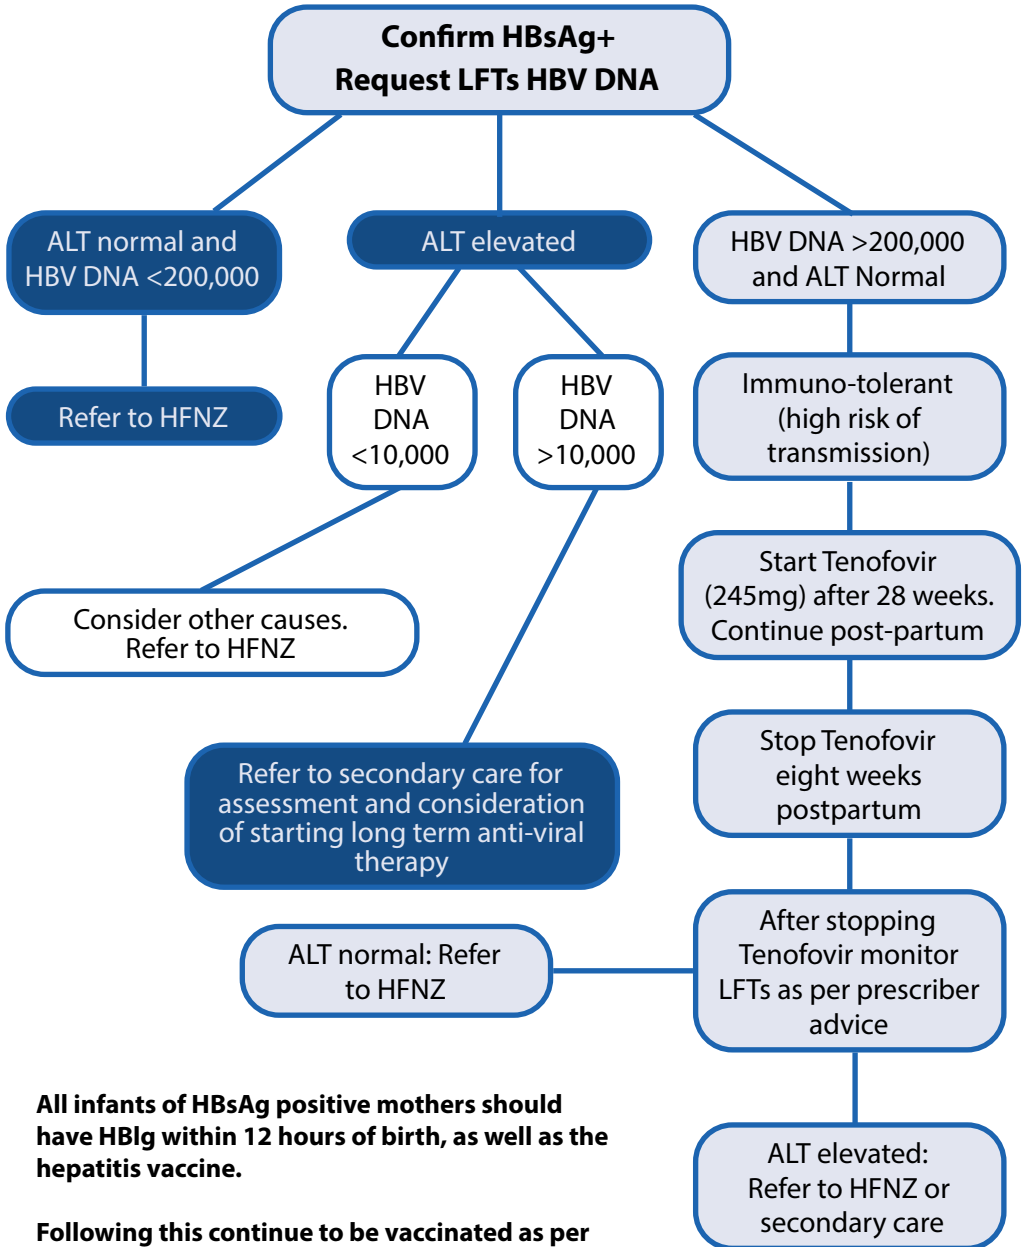 Confirm HBsAg+
Request LFTs HBV DNA
ALT normal and
HBV DNA <200,000
ALT elevated
HBV DNA >200,000
and ALT Normal
Refer to HFNZ
HBV
DNA
<10,000
HBV
DNA
>10,000
Immuno-tolerant
(high risk of
transmission)
Consider other causes.
Refer to HFNZ
Start Tenofovir
(245mg) after 28 weeks.
Continue post-partum
Refer to secondary care for
assessment and consideration
of starting long term anti-viral
therapy
Stop Tenofovir
eight weeks
postpartum
ALT normal: Refer
to HFNZ
After stopping
Tenofovir monitor
LFTs as per prescriber
advice
ALT elevated:
Refer to HFNZ or
secondary care
All infants of HBsAg positive mothers should
have HBlg within 12 hours of birth, as well as the
hepatitis vaccine.
Following this continue to be vaccinated as per